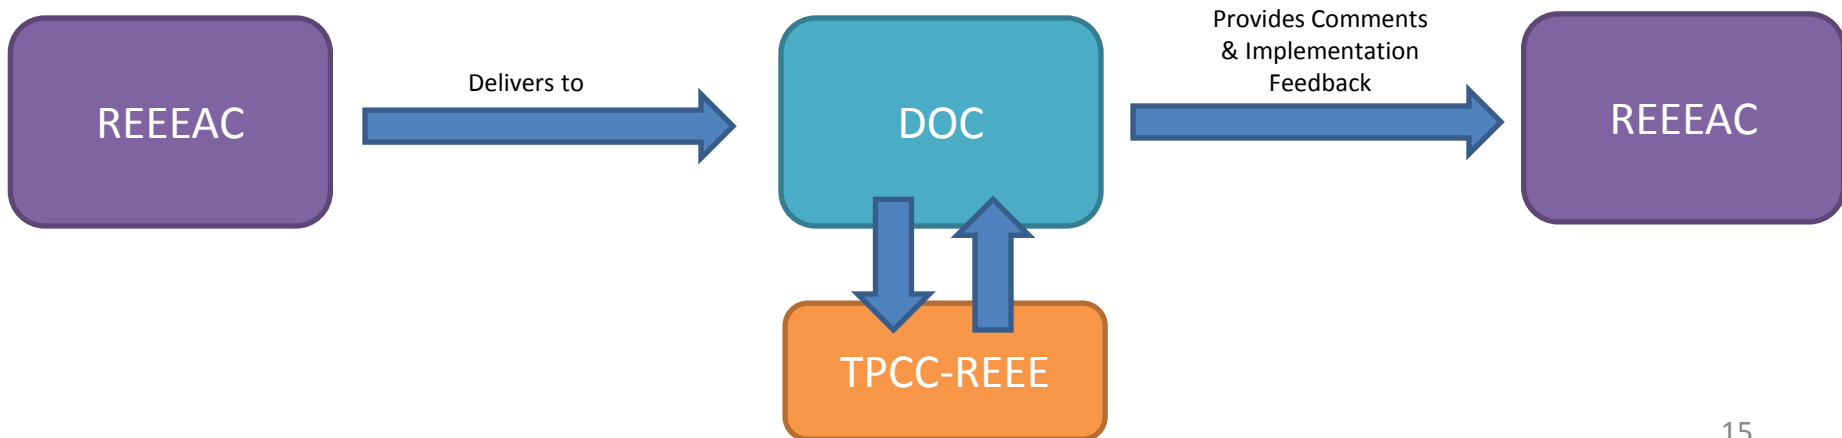 REEEAC
Delivers to
DOC
Provides Comments
& Implementation
Feedback
REEEAC
TPCC-REEE
15